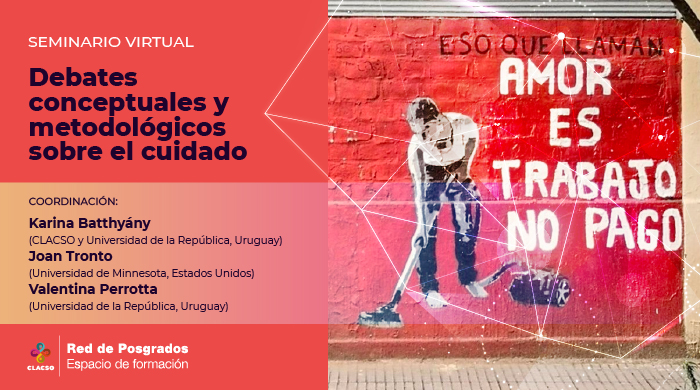 SEMINARIO VIRTUAL
Debates
conceptuales y
metodológicos
sobre el cuidado
COORDINACIÓN:
Karina Batthyány
(CLACSO y Universidad de la República, Uruguay)
Joan Tronto
(Universidad de Minnesota, Estados Unidos)
Valentina Perrotta
(Universidad de la República, Uruguay)
CLACSO
Red de Posgrados
Espacio de formación
ESO QUE LLAMAN
AMOR
ES
TRABAJO
NO PAGO